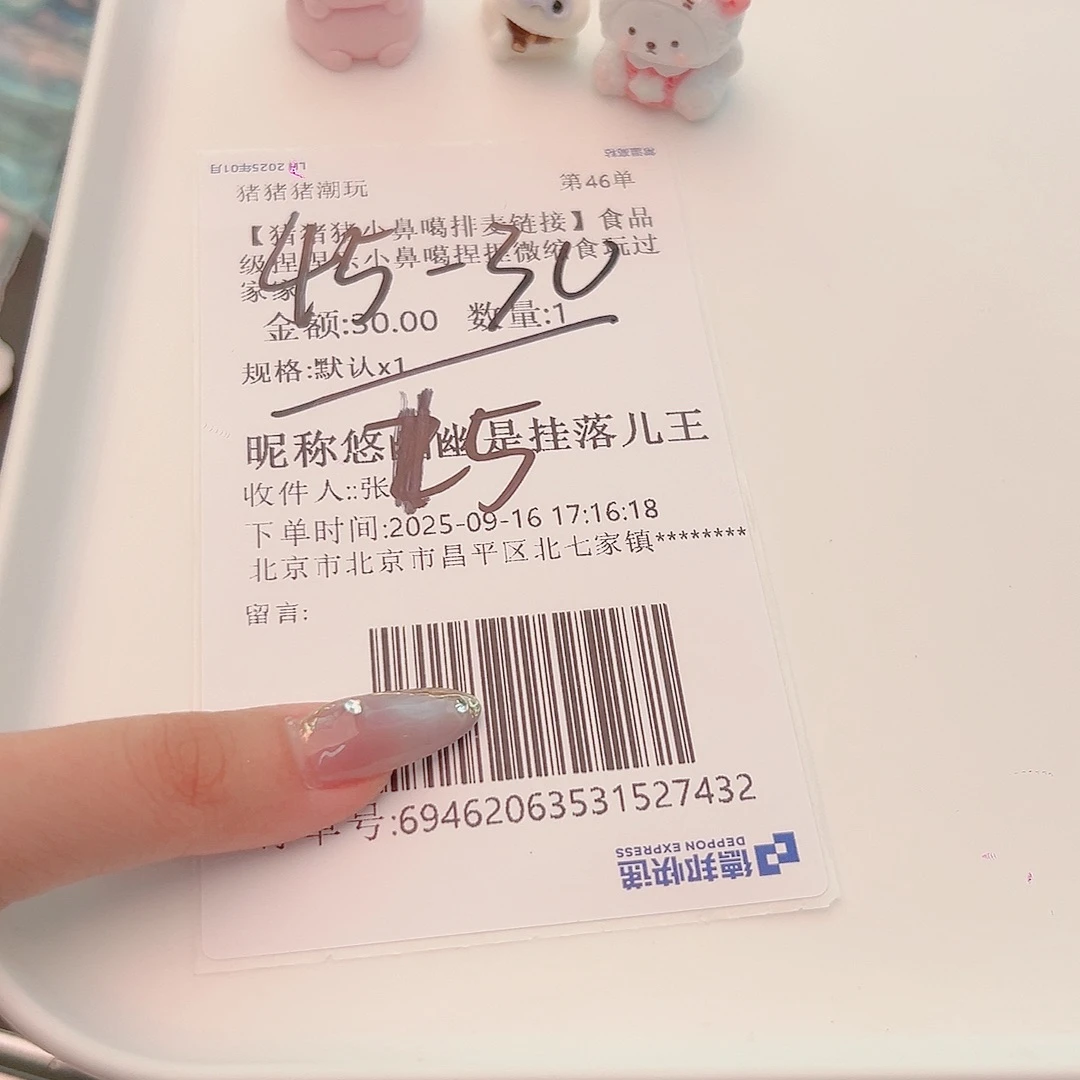 LH 2025年01月
猪猪猪潮玩 第46单
【猪猪猪小鼻噶排麦链接】食品
级捏捏乐小鼻噶捏捏微缩食玩过
家家
45-30
金额:30.00 数量:1
规格:默认x1
15
昵称悠幽幽是挂落儿王
收件人::张
下单时间:2025-09-16 17:16:18
北京市北京市昌平区北七家镇********
留言:
订单号:69462063531527432
德邦快递
DEPPON EXPRESS